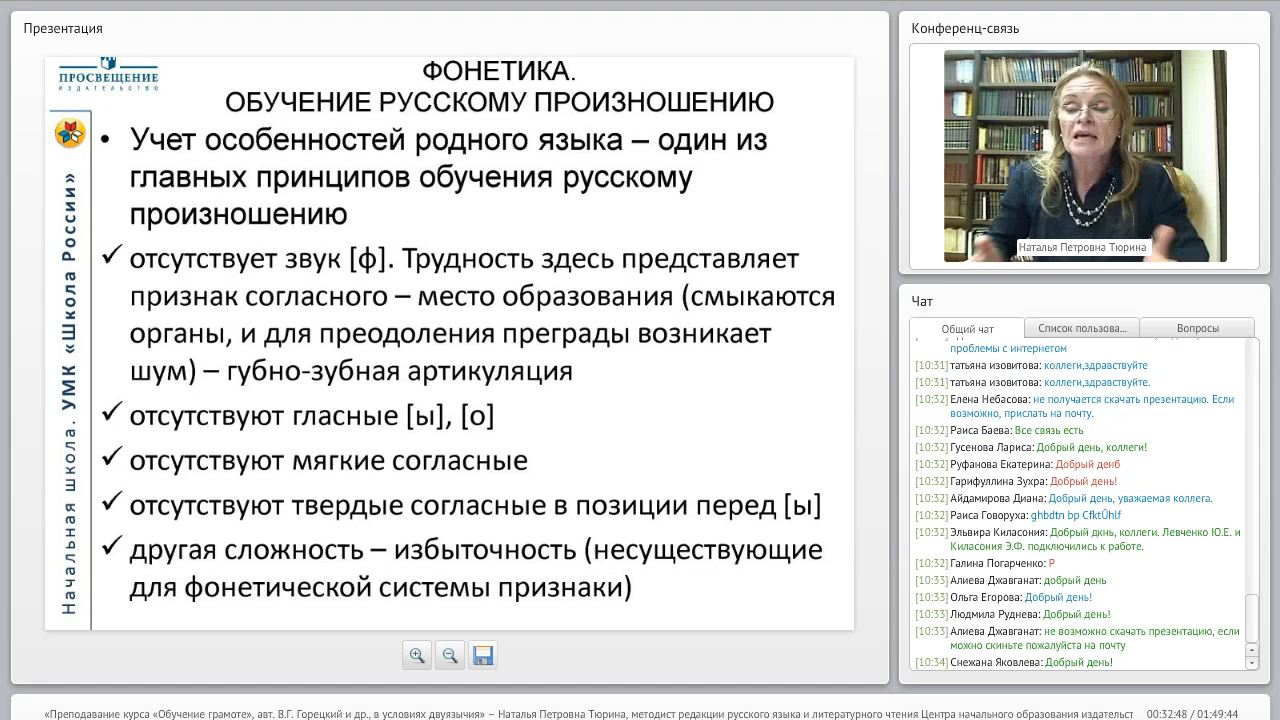 Презентация
ПРОСВЕЩЕНИЕ
ИЗДАТЕЛЬСТВО
Начальная школа. УМК «Школа России»
ФОНЕТИКА.
ОБУЧЕНИЕ РУССКОМУ ПРОИЗНОШЕНИЮ
• Учет особенностей родного языка – один из
главных принципов обучения русскому
произношению
✓ отсутствует звук [ф]. Трудность здесь представляет
признак согласного – место образования (смыкаются
органы, и для преодоления преграды возникает
шум) – губно-зубная артикуляция
✓ отсутствуют гласные [ы], [о]
✓ отсутствуют мягкие согласные
✓ отсутствуют твердые согласные в позиции перед [ы]
✓ другая сложность – избыточность (несуществующие
для фонетической системы признаки)
Конференц-связь
Наталья Петровна Тюрина
Чат
Общий чат
Список пользова...
Вопросы
проблемы с интернетом
[10:31] татьяна изовитова: коллеги,здравствуйте
[10:31] татьяна изовитова: коллеги,здравствуйте.
[10:32] Елена Небасова: не получается скачать презентацию. Если
возможно, прислать на почту.
[10:32] Раиса Баева: Все связь есть
[10:32] Гусенова Лариса: Добрый день, коллеги!
[10:32] Руфанова Екатерина: Добрый денб
[10:32] Гарифуллина Зухра: Добрый день!
[10:32] Айдамирова Диана: Добрый день, уважаемая коллега.
[10:32] Раиса Говоруха: ghbdtn bp CfktÛhlf
[10:32] Эльвира Киласония: Добрый дкнь, коллеги. Левченко Ю.Е. и
Киласония Э.Ф. подключились к работе.
[10:32] Галина Погарченко: Р
[10:33] Алиева Джавганат: добрый день
[10:33] Ольга Егорова: Добрый день!
[10:33] Людмила Руднева: Добрый день!
[10:33] Алиева Джавганат: не возможно скачать презентацию, если
можно скиньте пожалуйста на почту
[10:34] Снежана Яковлева: Добрый день!
«Преподавание курса «Обучение грамоте», авт. В.Г. Горецкий и др., в условиях двуязычия» – Наталья Петровна Тюрина, методист редакции русского языка и литературного чтения Центра начального образования издательст 00:32:48 / 01:49:44